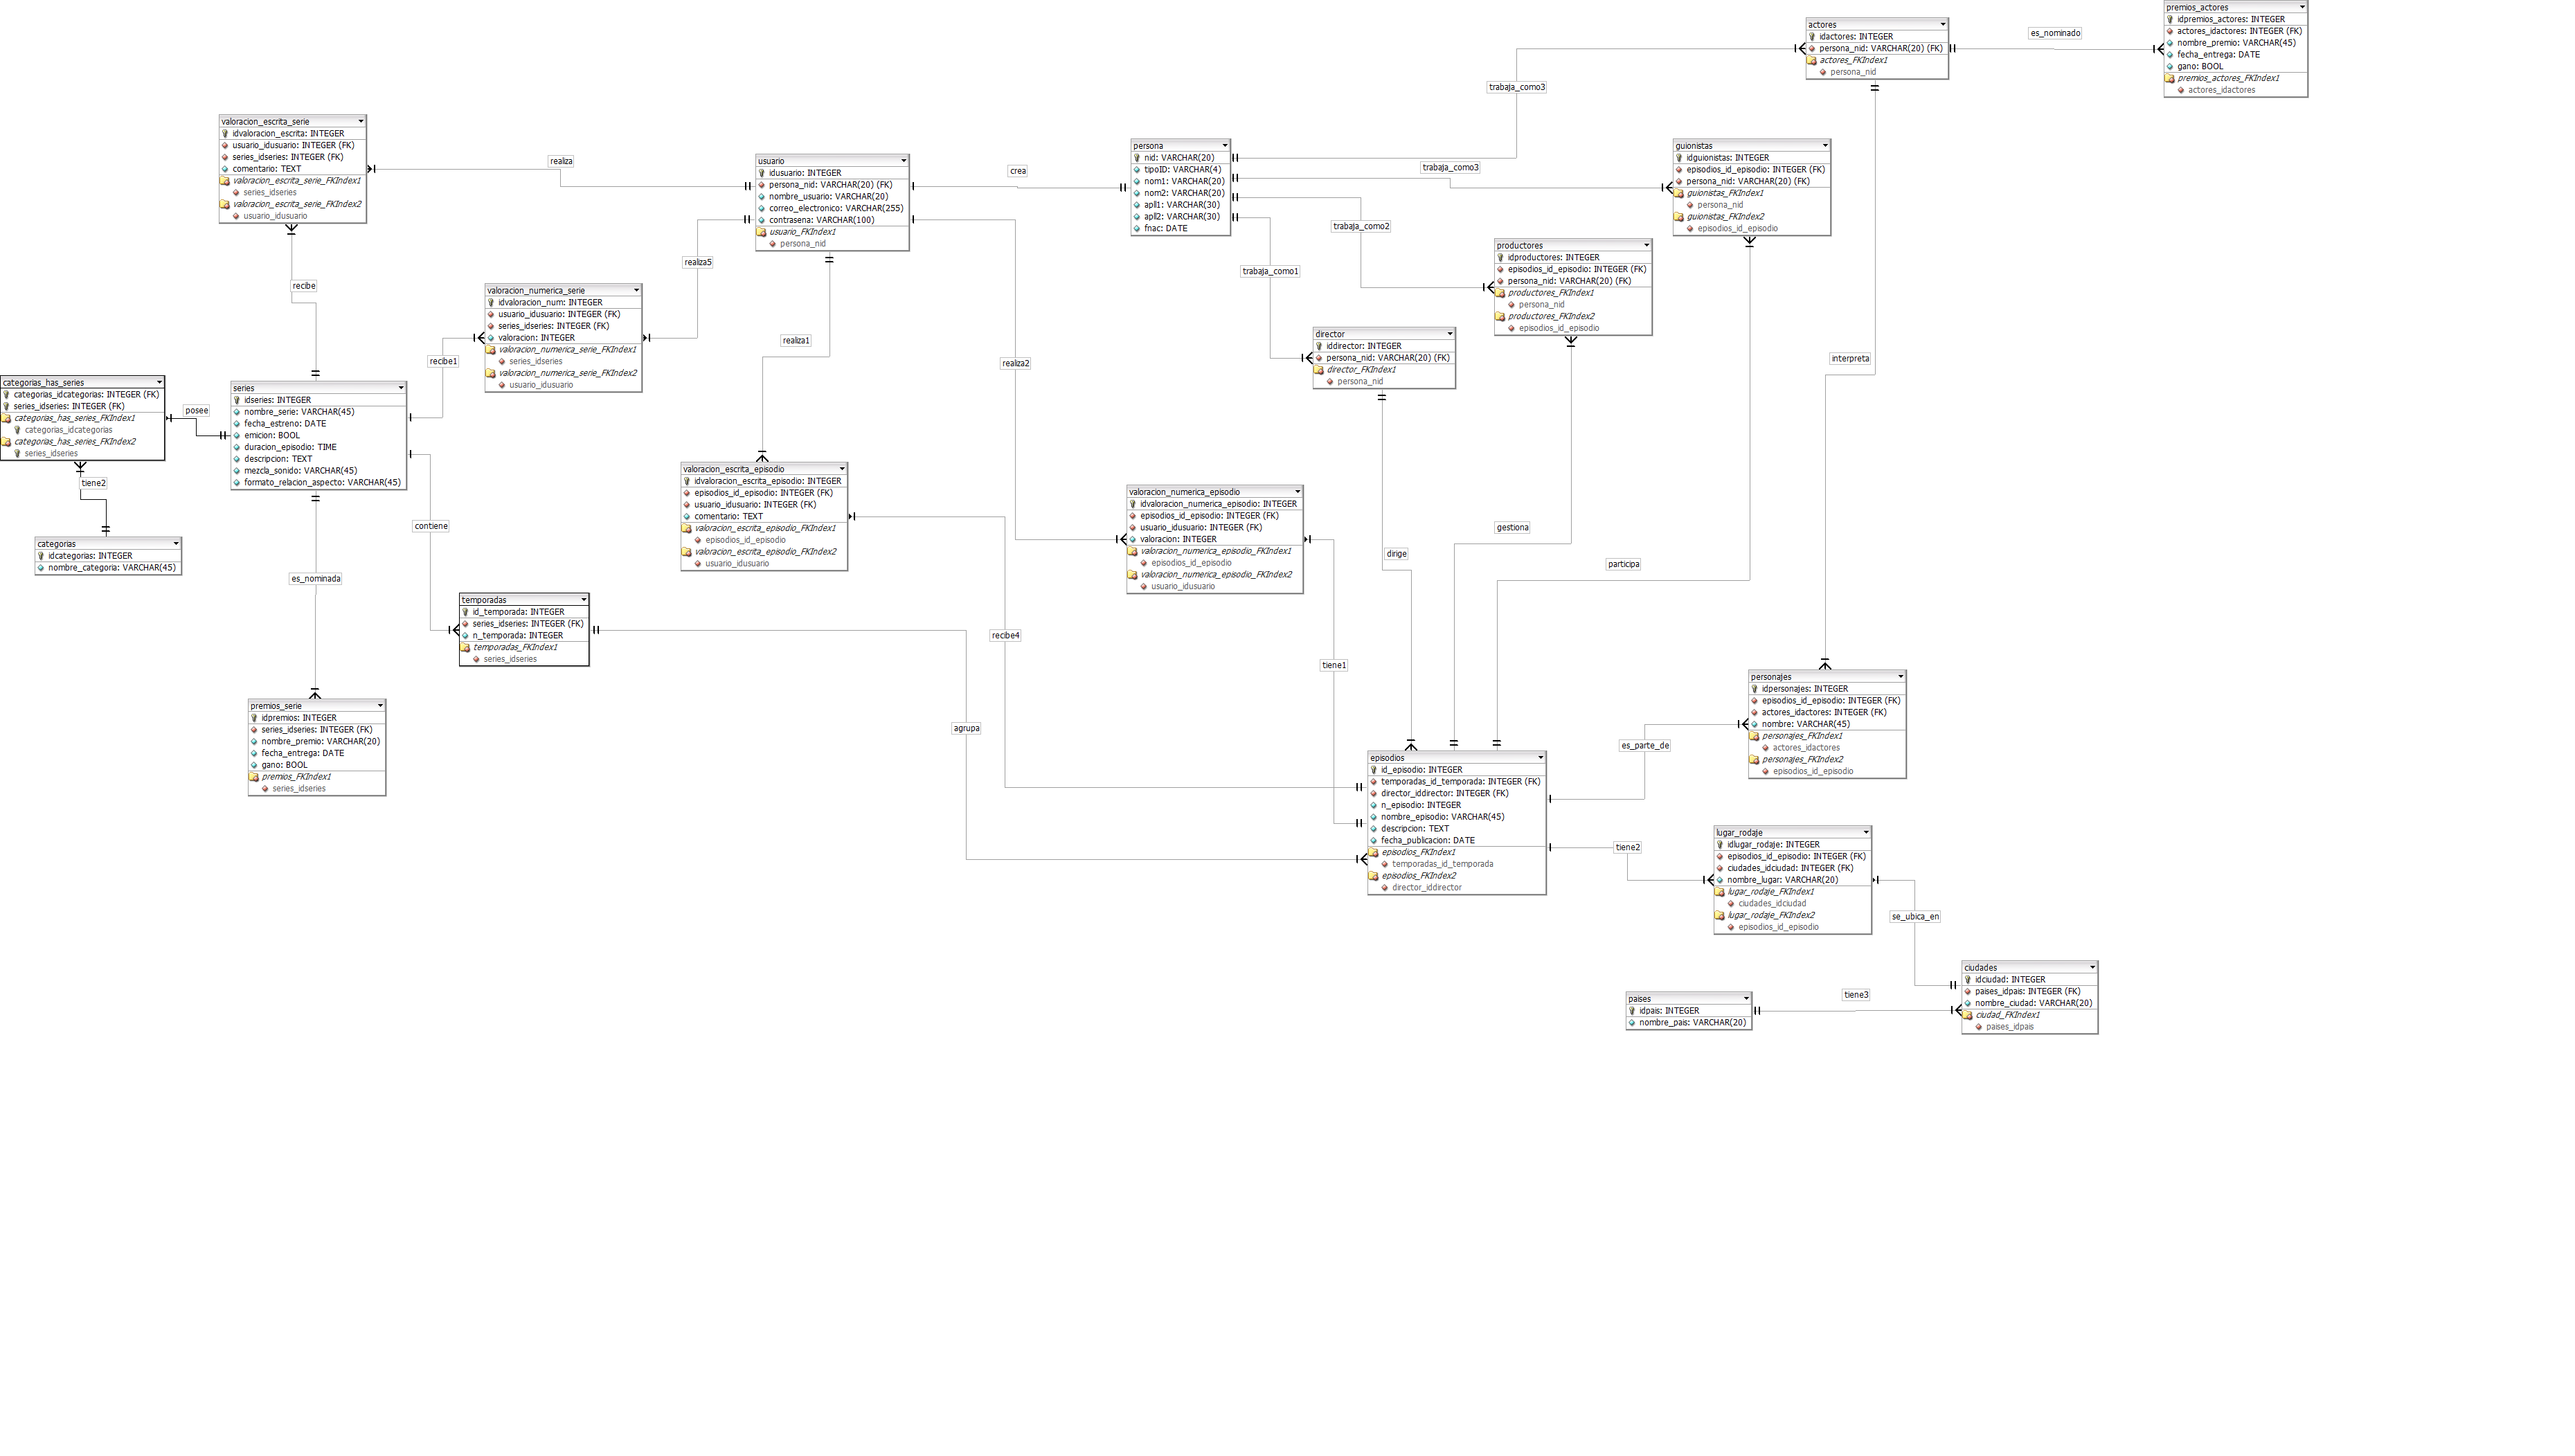 premios_actores
idpremios_actores: INTEGER
actores_idactores: INTEGER (FK)
nombre_premio: VARCHAR(45)
fecha_entrega: DATE
gano: BOOL
premios_actores_FKIndex1
actores_idactores
actores
idactores: INTEGER
persona_nid: VARCHAR(20) (FK)
actores_FKIndex1
persona_nid
es_nominado
trabaja_como3
valoracion_escrita_serie
idvaloracion_escrita: INTEGER
usuario_idusuario: INTEGER (FK)
series_idseries: INTEGER (FK)
comentario: TEXT
valoracion_escrita_serie_FKIndex1
series_idseries
valoracion_escrita_serie_FKIndex2
usuario_idusuario
realiza
usuario
idusuario: INTEGER
persona_nid: VARCHAR(20) (FK)
nombre_usuario: VARCHAR(20)
correo_electronico: VARCHAR(255)
contrasena: VARCHAR(100)
usuario_FKIndex1
persona_nid
crea
persona
nid: VARCHAR(20)
tipoID: VARCHAR(4)
nom1: VARCHAR(20)
nom2: VARCHAR(20)
apll1: VARCHAR(30)
apll2: VARCHAR(30)
fnac: DATE
trabaja_como3
guionistas
idguionistas: INTEGER
episodios_id_episodio: INTEGER (FK)
persona_nid: VARCHAR(20) (FK)
guionistas_FKIndex1
persona_nid
guionistas_FKIndex2
episodios_id_episodio
trabaja_como2
productores
idproductores: INTEGER
episodios_id_episodio: INTEGER (FK)
persona_nid: VARCHAR(20) (FK)
productores_FKIndex1
persona_nid
productores_FKIndex2
episodios_id_episodio
trabaja_como1
director
iddirector: INTEGER
persona_nid: VARCHAR(20) (FK)
director_FKIndex1
persona_nid
recibe
realiza5
valoracion_numerica_serie
idvaloracion_num: INTEGER
usuario_idusuario: INTEGER (FK)
series_idseries: INTEGER (FK)
valoracion: INTEGER
valoracion_numerica_serie_FKIndex1
series_idseries
valoracion_numerica_serie_FKIndex2
usuario_idusuario
realiza1
realiza2
recibe1
interpreta
categorias_has_series
categorias_idcategorias: INTEGER (FK)
series_idseries: INTEGER (FK)
categorias_has_series_FKIndex1
categorias_idcategorias
categorias_has_series_FKIndex2
series_idseries
posee
series
idseries: INTEGER
nombre_serie: VARCHAR(45)
fecha_estreno: DATE
emicion: BOOL
duracion_episodio: TIME
descripcion: TEXT
mezcla_sonido: VARCHAR(45)
formato_relacion_aspecto: VARCHAR(45)
tiene2
categorias
idcategorias: INTEGER
nombre_categoria: VARCHAR(45)
contiene
es_nominada
valoracion_escrita_episodio
idvaloracion_escrita_episodio: INTEGER
episodios_id_episodio: INTEGER (FK)
usuario_idusuario: INTEGER (FK)
comentario: TEXT
valoracion_escrita_episodio_FKIndex1
episodios_id_episodio
valoracion_escrita_episodio_FKIndex2
usuario_idusuario
valoracion_numerica_episodio
idvaloracion_numerica_episodio: INTEGER
episodios_id_episodio: INTEGER (FK)
usuario_idusuario: INTEGER (FK)
valoracion: INTEGER
valoracion_numerica_episodio_FKIndex1
episodios_id_episodio
valoracion_numerica_episodio_FKIndex2
usuario_idusuario
gestiona
dirige
participa
temporadas
id_temporada: INTEGER
series_idseries: INTEGER (FK)
n_temporada: INTEGER
temporadas_FKIndex1
series_idseries
recibe4
tiene1
premios_serie
idpremios: INTEGER
series_idseries: INTEGER (FK)
nombre_premio: VARCHAR(20)
fecha_entrega: DATE
gano: BOOL
premios_FKIndex1
series_idseries
agrupa
personajes
idpersonajes: INTEGER
episodios_id_episodio: INTEGER (FK)
actores_idactores: INTEGER (FK)
nombre: VARCHAR(45)
personajes_FKIndex1
actores_idactores
personajes_FKIndex2
episodios_id_episodio
es_parte_de
episodios
id_episodio: INTEGER
temporadas_id_temporada: INTEGER (FK)
director_iddirector: INTEGER (FK)
n_episodio: INTEGER
nombre_episodio: VARCHAR(45)
descripcion: TEXT
fecha_publicacion: DATE
episodios_FKIndex1
temporadas_id_temporada
episodios_FKIndex2
director_iddirector
tiene2
lugar_rodaje
idlugar_rodaje: INTEGER
episodios_id_episodio: INTEGER (FK)
ciudades_idciudad: INTEGER (FK)
nombre_lugar: VARCHAR(20)
lugar_rodaje_FKIndex1
ciudades_idciudad
lugar_rodaje_FKIndex2
episodios_id_episodio
se_ubica_en
ciudades
idciudad: INTEGER
paises_idpais: INTEGER (FK)
nombre_ciudad: VARCHAR(20)
ciudad_FKIndex1
paises_idpais
tiene3
paises
idpais: INTEGER
nombre_pais: VARCHAR(20)